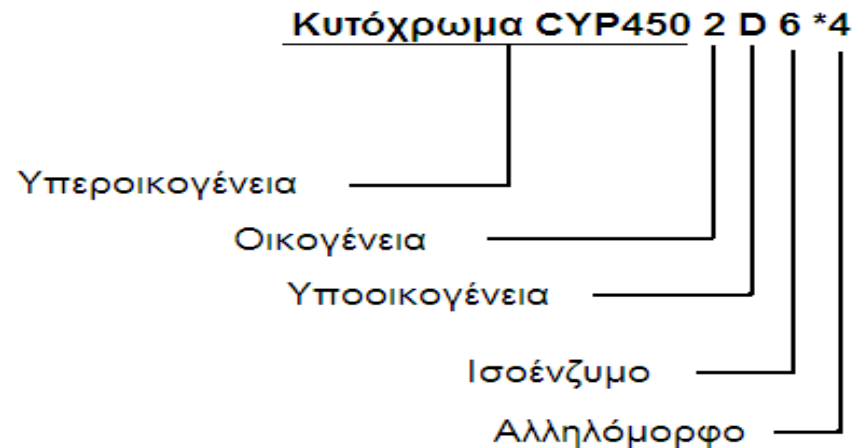 Κυτόχρωμα CYP450 2 D 6 *4
Υπεροικογένεια
Οικογένεια
Υποοικογένεια
Ισοένζυμο
Αλληλόμορφο